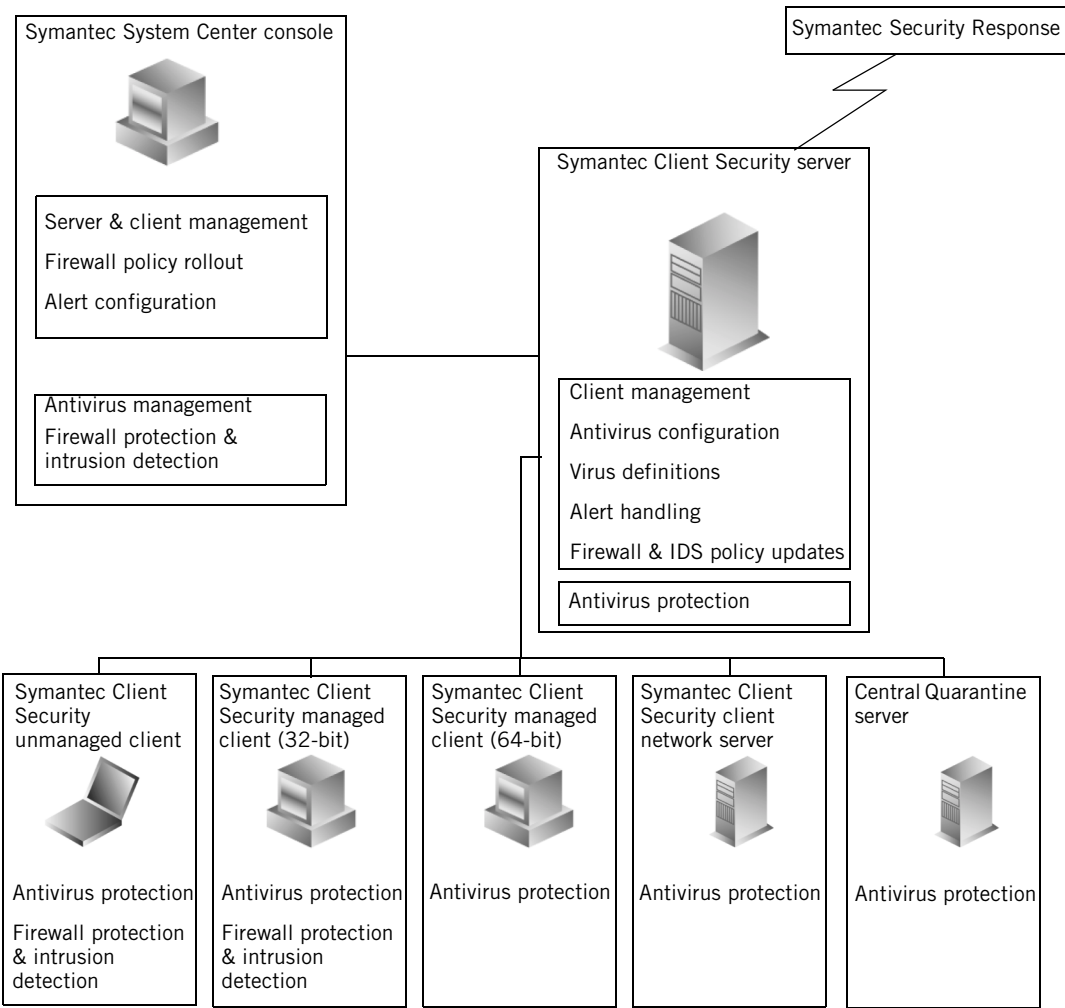 Symantec System Center console
Server & client management
Firewall policy rollout
Alert configuration
Antivirus management
Firewall protection &
intrusion detection
Symantec Security Response
Symantec Client Security server
Client management
Antivirus configuration
Virus definitions
Alert handling
Firewall & IDS policy updates
Antivirus protection
Symantec Client
Security
unmanaged client
Antivirus protection
Firewall protection
& intrusion
detection
Symantec Client
Security managed
client (32-bit)
Antivirus protection
Firewall protection
& intrusion
detection
Symantec Client
Security managed
client (64-bit)
Antivirus protection
Symantec Client
Security client
network server
Antivirus protection
Central Quarantine
server
Antivirus protection